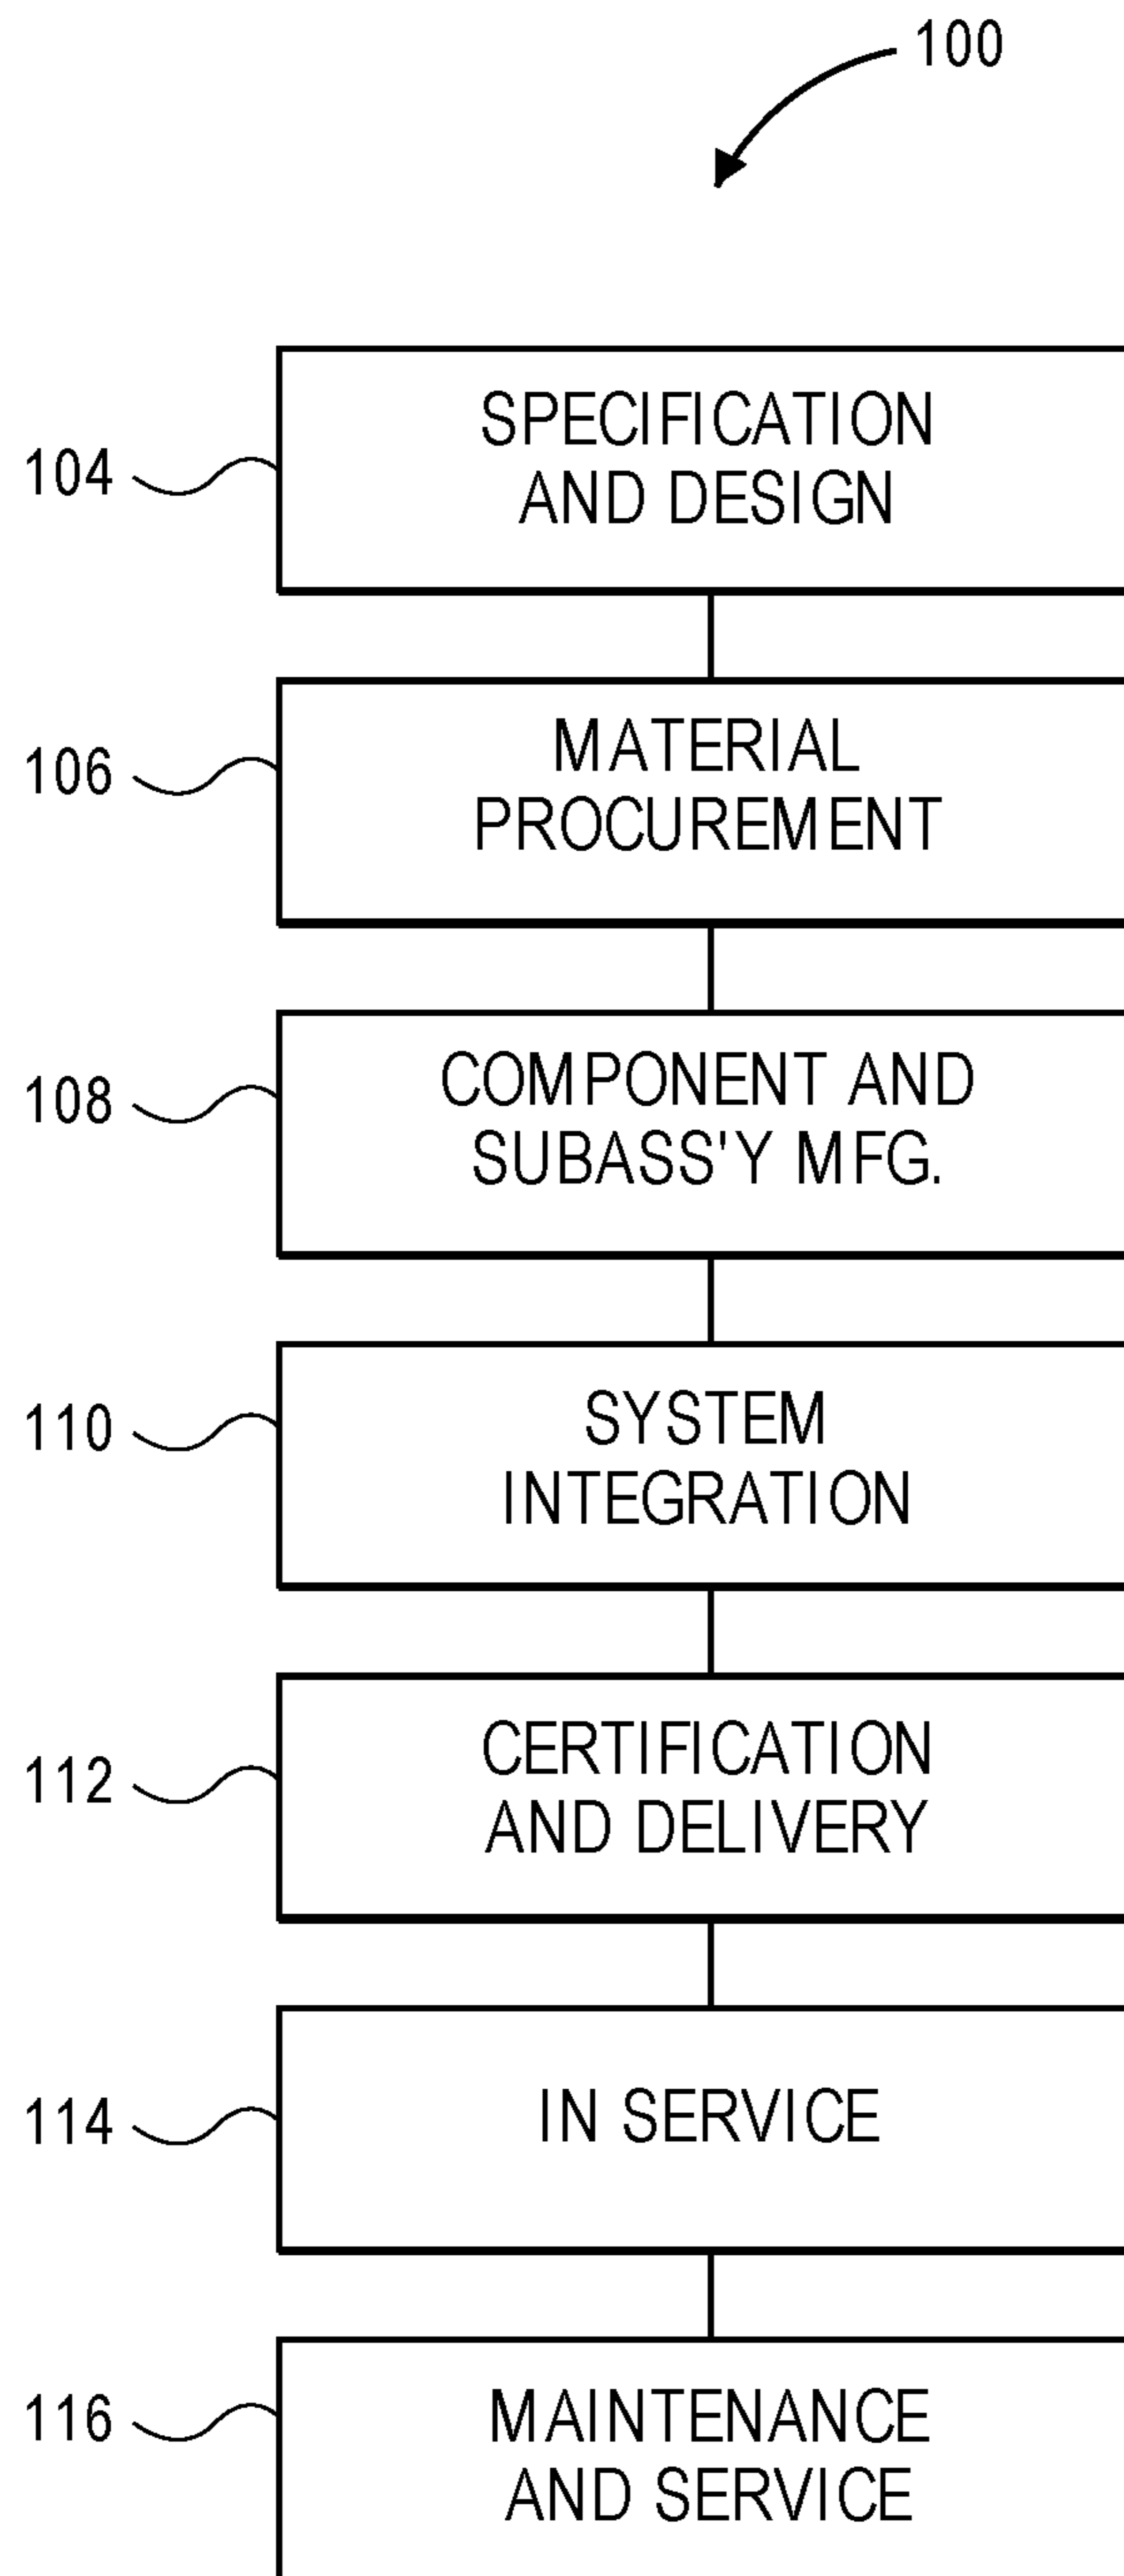 100
104
SPECIFICATION
AND DESIGN
106
MATERIAL
PROCUREMENT
108
COMPONENT AND
SUBASS'Y MFG.
110
SYSTEM
INTEGRATION
112
CERTIFICATION
AND DELIVERY
114
IN SERVICE
116
MAINTENANCE
AND SERVICE